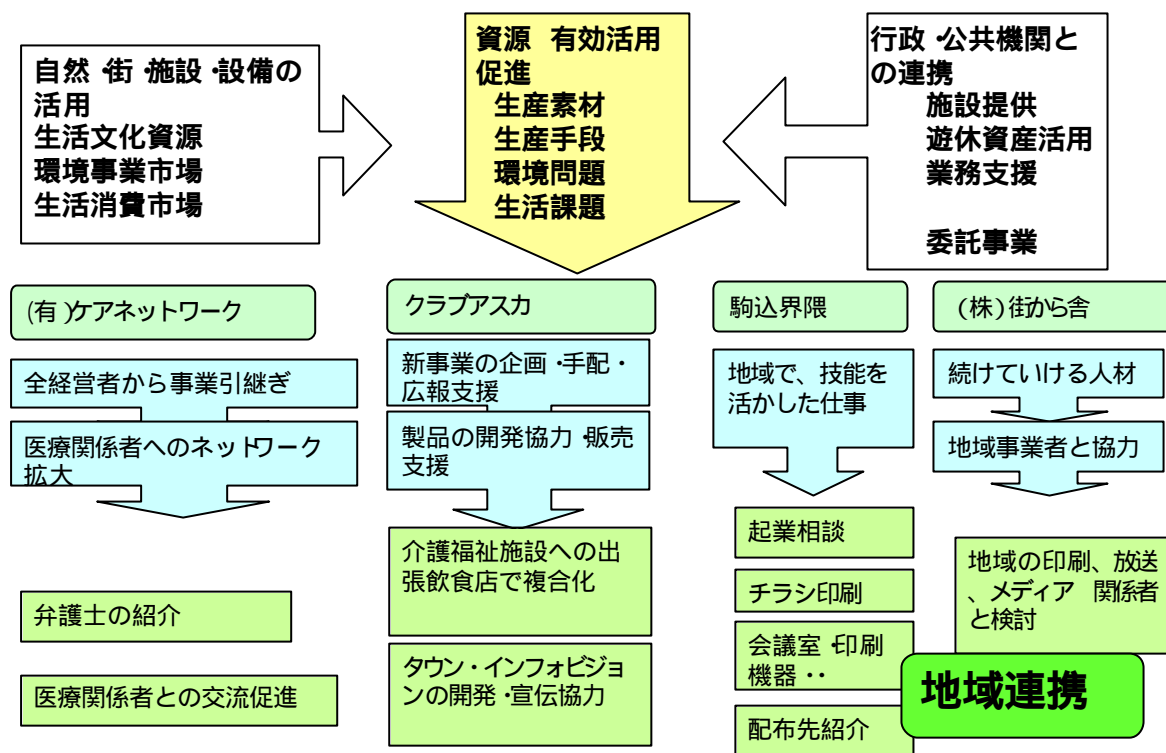 自然・街・施設・設備の
活用
生活文化資源
環境事業市場
生活消費市場
資源 有効活用
促進
生産素材
生産手段
環境問題
生活課題
行政・公共機関と
の連携
施設提供
遊休資産活用
業務支援
委託事業
(有)ケアネットワーク
全経営者から事業引継ぎ
医療関係者へのネットワーク
拡大
弁護士の紹介
医療関係者との交流促進
クラブアスカ
新事業の企画・手配・
広報支援
製品の開発協力・販売
支援
介護福祉施設への出
張飲食店で複合化
タウン・インフォビジョ
ンの開発・宣伝協力
駒込界隈
地域で、技能を
活かした仕事
起業相談
チラシ印刷
会議室・印刷
機器・・
配布先紹介
(株)街から舎
続けていける人材
地域事業者と協力
地域の印刷、放送
、メディア 関係者
と検討
地域連携